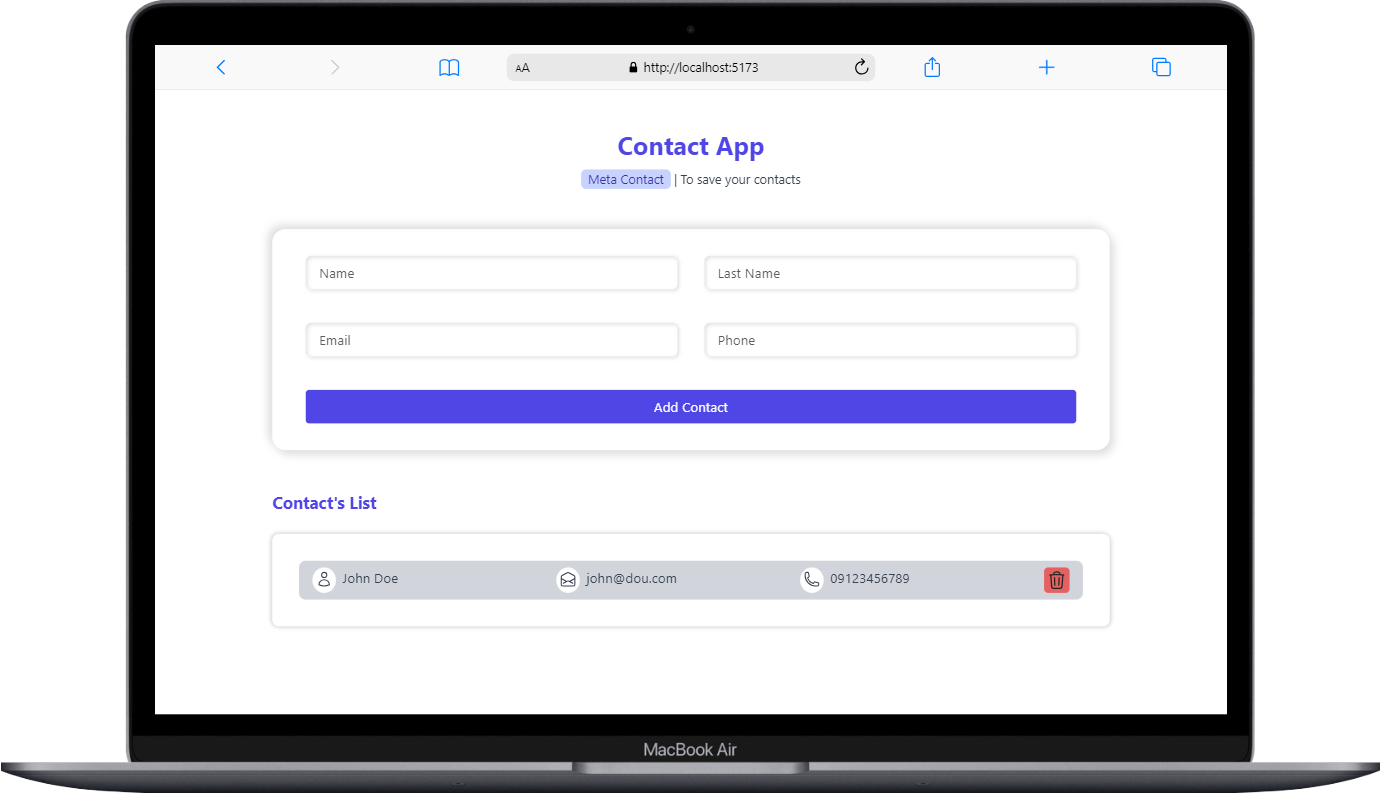 AA http://localhost:5173
Contact App
Meta Contact | To save your contacts
Name Last Name
Email Phone
Add Contact
Contact's List
John Doe john@dou.com 09123456789
MacBook Air